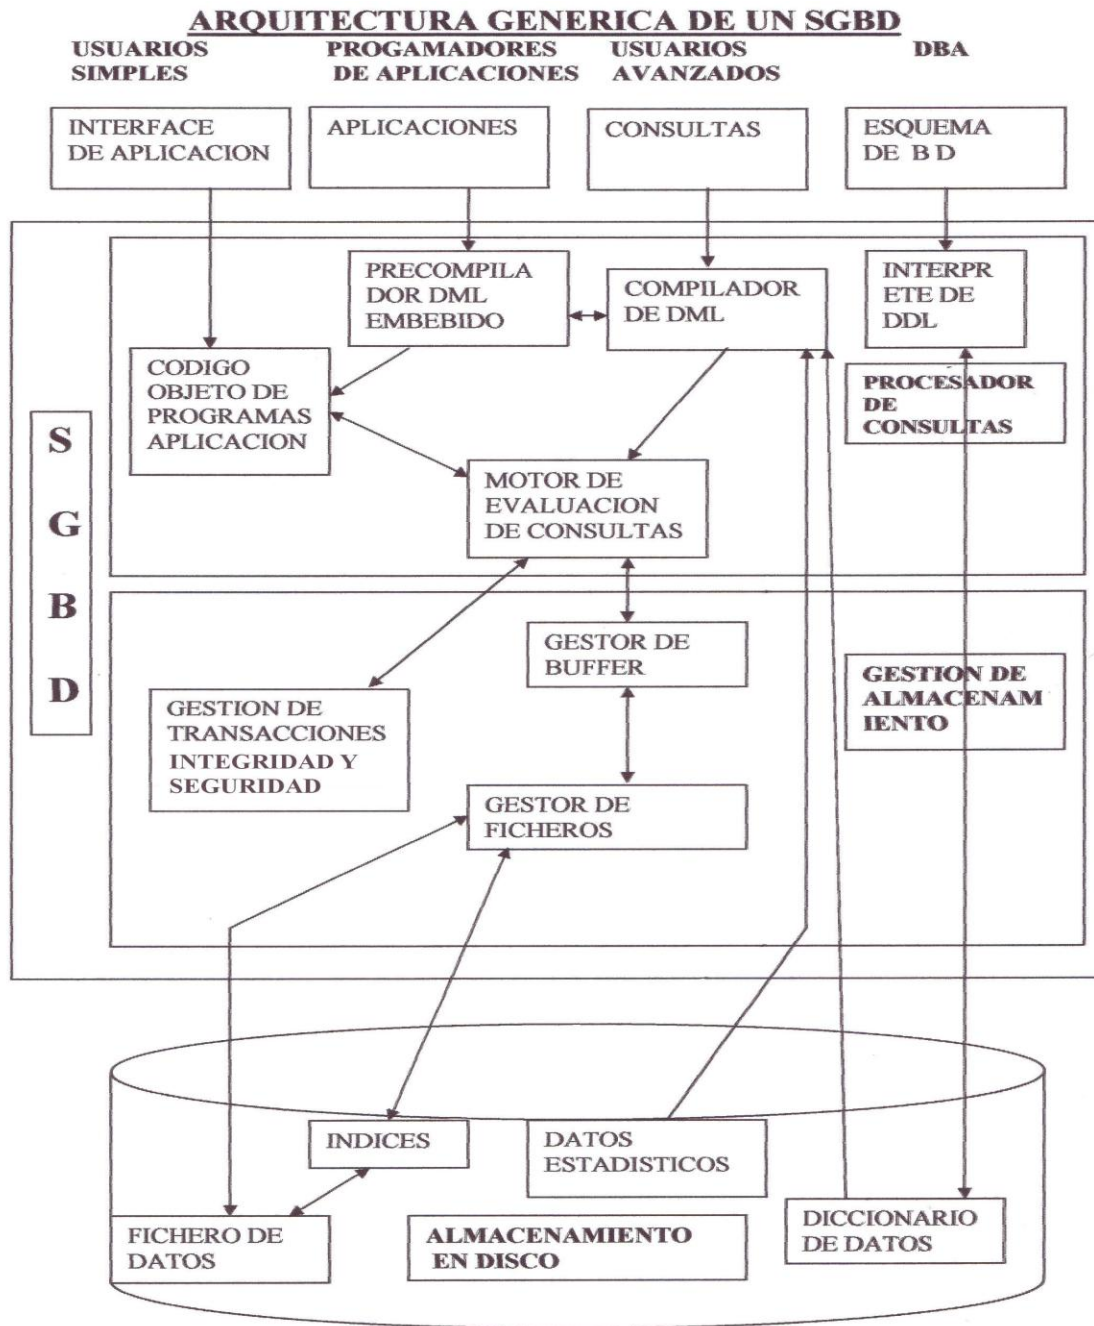 ARQUITECTURA GENERICA DE UN SGBD
USUARIOS
SIMPLES
PROGAMADORES
DE APLICACIONES
USUARIOS
AVANZADOS
DBA
INTERFACE
DE APLICACION
APLICACIONES
CONSULTAS
ESQUEMA
DE B D
PRECOMPILA
DOR DML
EMBEBIDO
COMPILADOR
DE DML
INTERPR
ETE DE
DDL
CODIGO
OBJETO DE
PROGRAMAS
APLICACION
PROCESADOR
DE
CONSULTAS
S
G
B
D
MOTOR DE
EVALUACION
DE CONSULTAS
GESTOR DE
BUFFER
GESTION DE
ALMACENAM
IENTO
GESTION DE
TRANSACCIONES
INTEGRIDAD Y
SEGURIDAD
GESTOR DE
FICHEROS
INDICES
DATOS
ESTADISTICOS
FICHERO DE
DATOS
ALMACENAMIENTO
EN DISCO
DICCIONARIO
DE DATOS